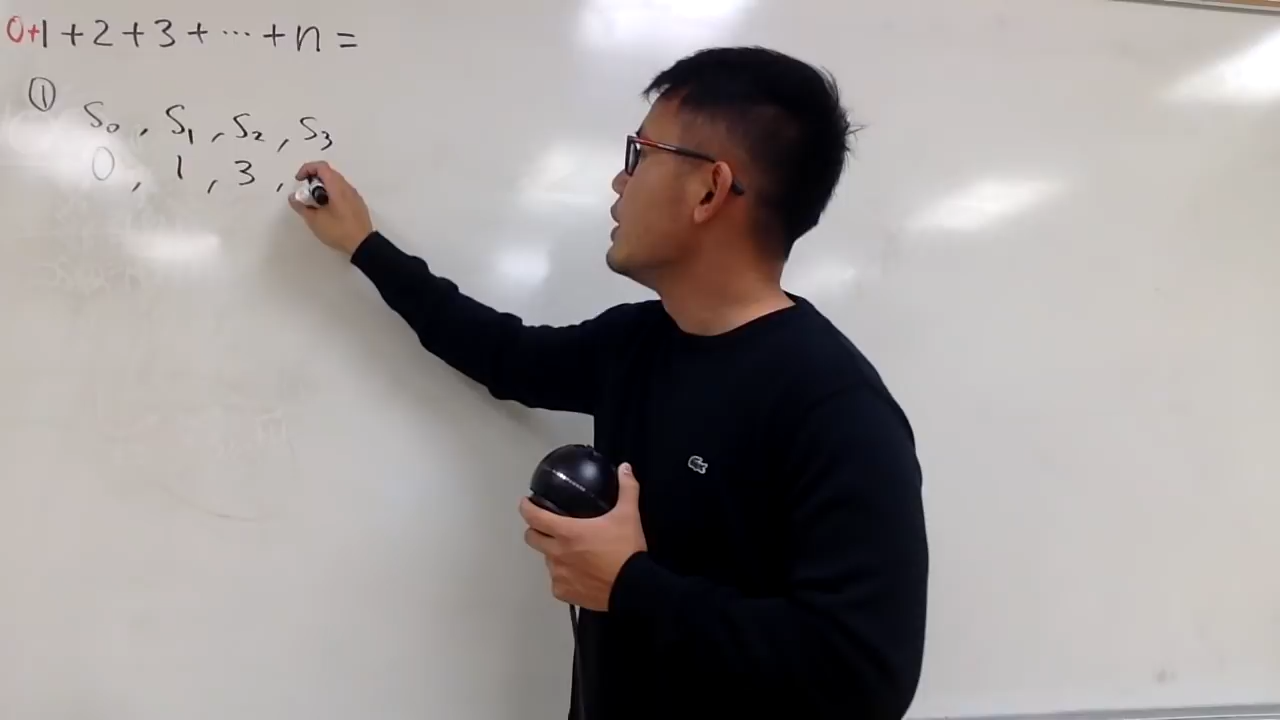 0+1+2+3+⋯+n=
①
S₀, S₁, S₂, S₃
0, 1, 3,